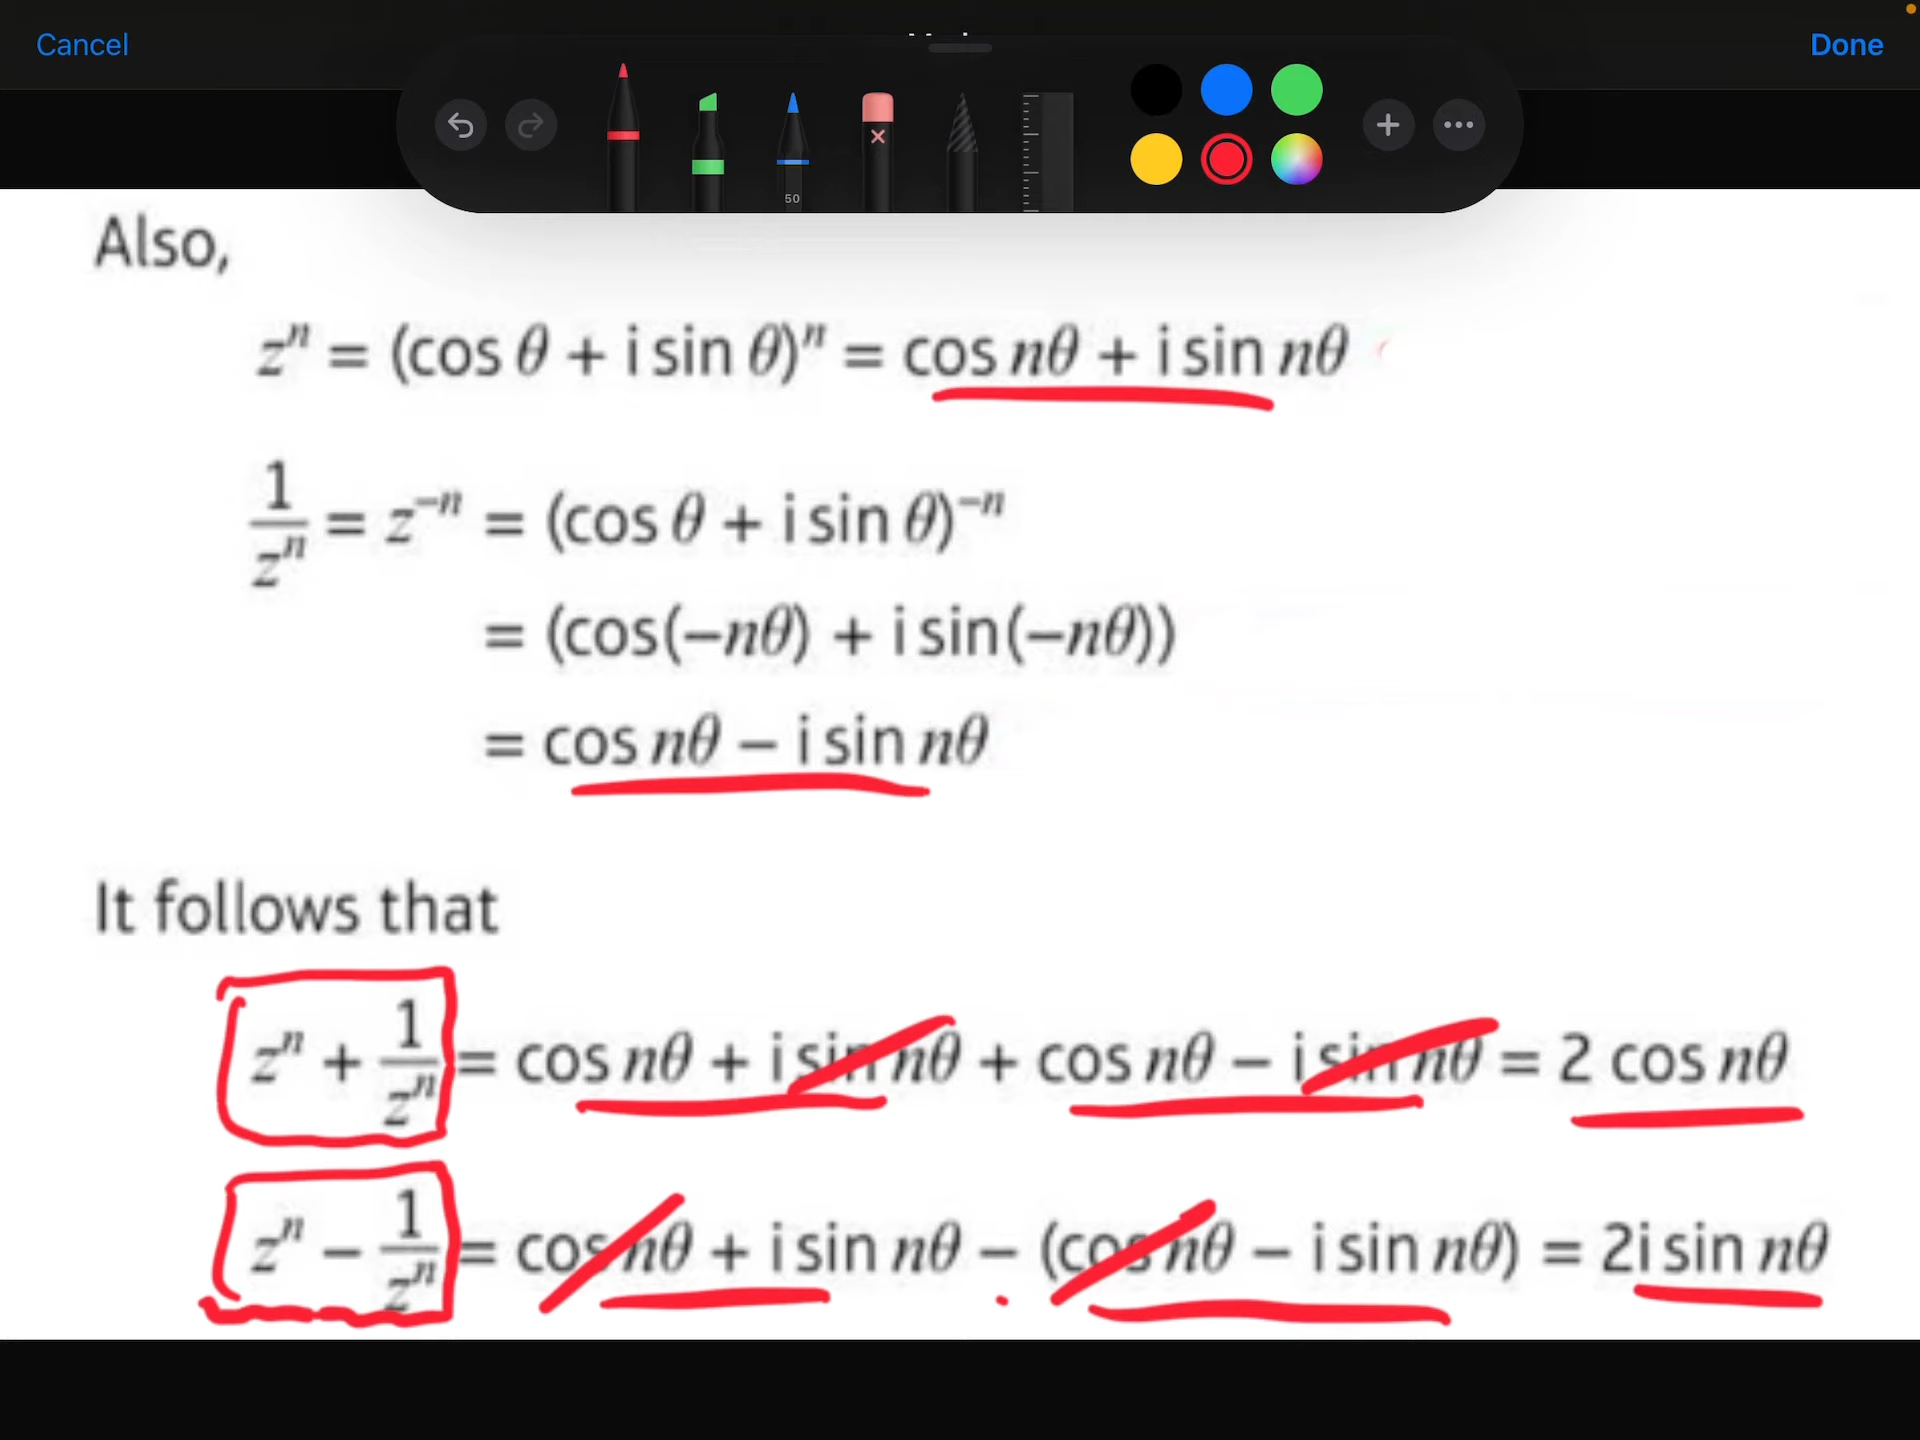 Cancel
Done
50
Also,
zⁿ = (cos θ + i sin θ)ⁿ = cos nθ + i sin nθ
1/zⁿ = z⁻ⁿ = (cos θ + i sin θ)⁻ⁿ
= (cos(−nθ) + i sin(−nθ))
= cos nθ − i sin nθ
It follows that
zⁿ + 1/zⁿ = cos nθ + i sin nθ + cos nθ − i sin nθ = 2 cos nθ
zⁿ − 1/zⁿ = cos nθ + i sin nθ − (cos nθ − i sin nθ) = 2i sin nθ